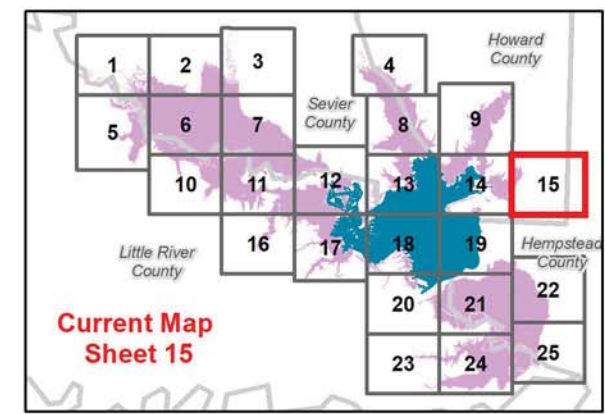 Howard
County
1
2
3
4
Sevier
County
5
6
7
8
9
10
11
12
13
14
15
Little River
County
16
17
18
19
Hempstead
County
Current Map
Sheet 15
20
21
22
23
24
25